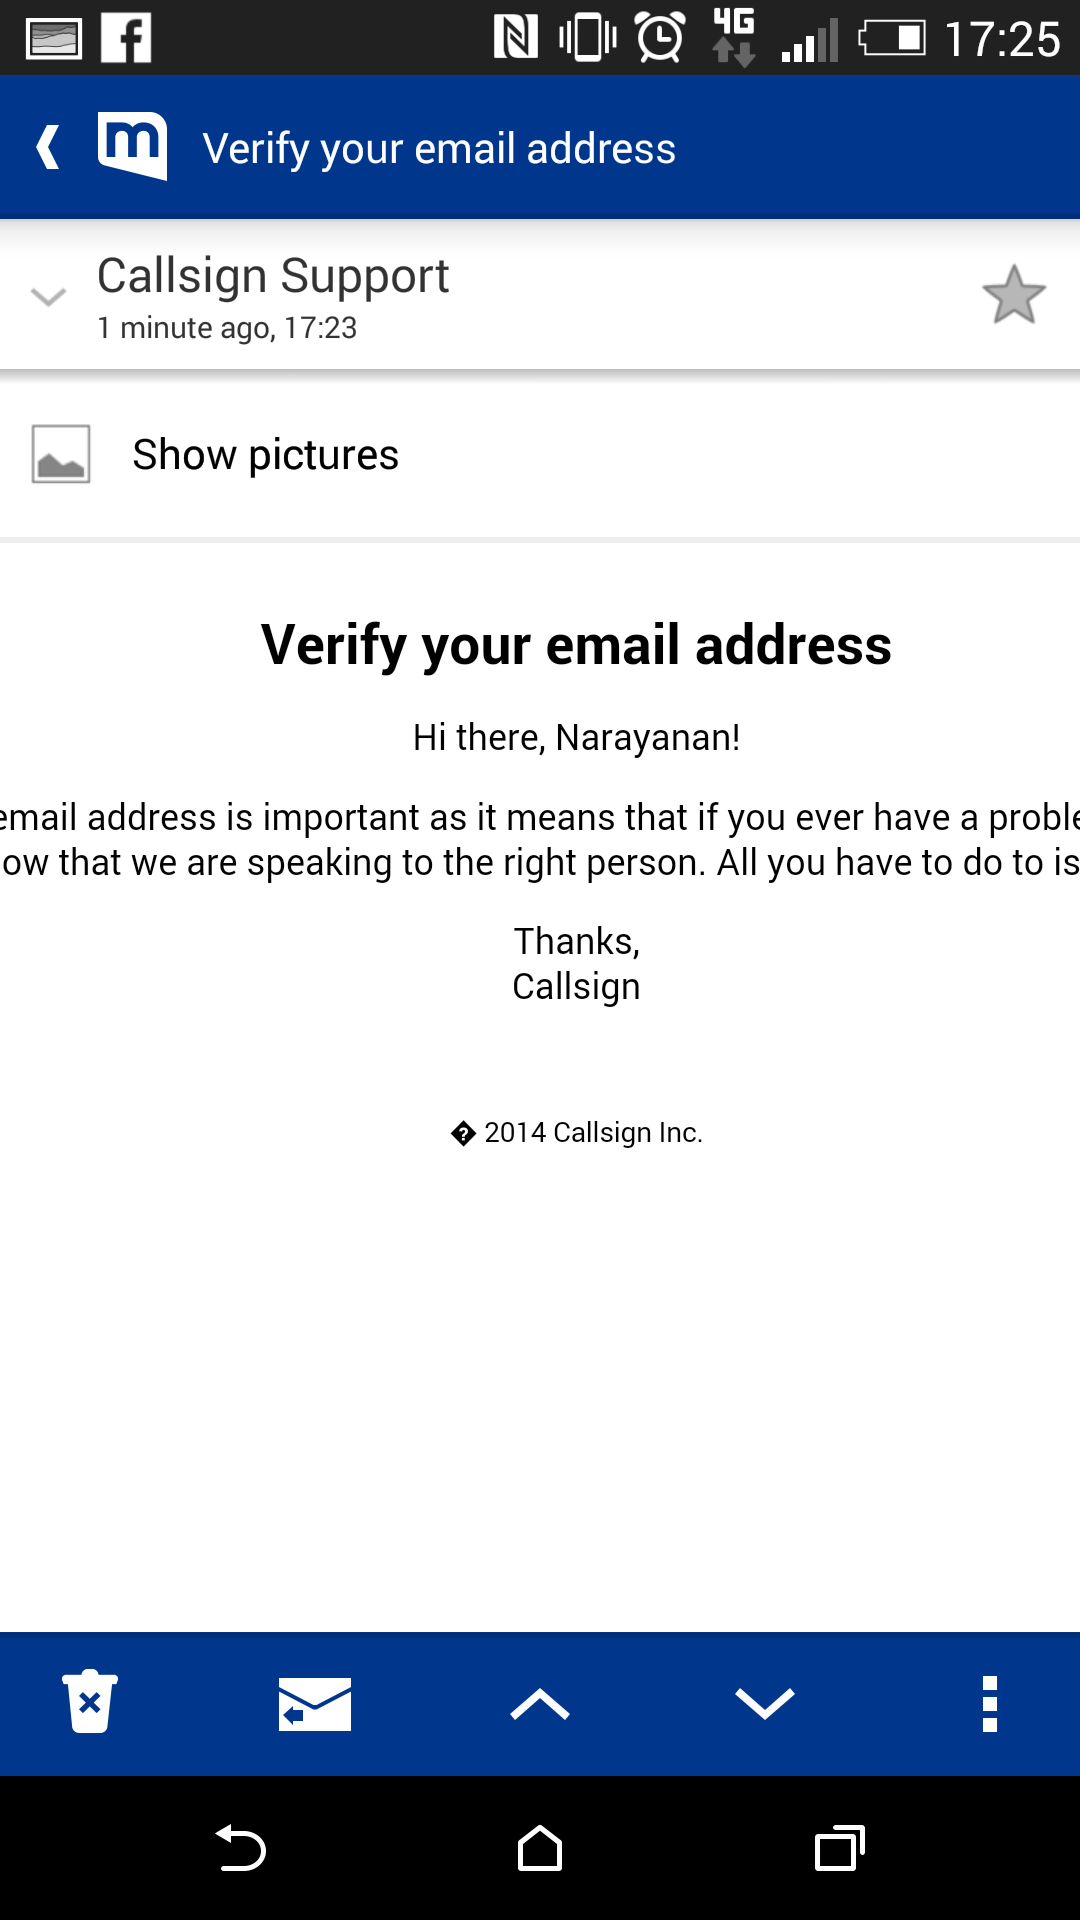 4G 17:25
Verify your email address
Callsign Support
1 minute ago, 17:23
Show pictures
Verify your email address
Hi there, Narayanan!
email address is important as it means that if you ever have a proble
ow that we are speaking to the right person. All you have to do to is
Thanks,
Callsign
� 2014 Callsign Inc.